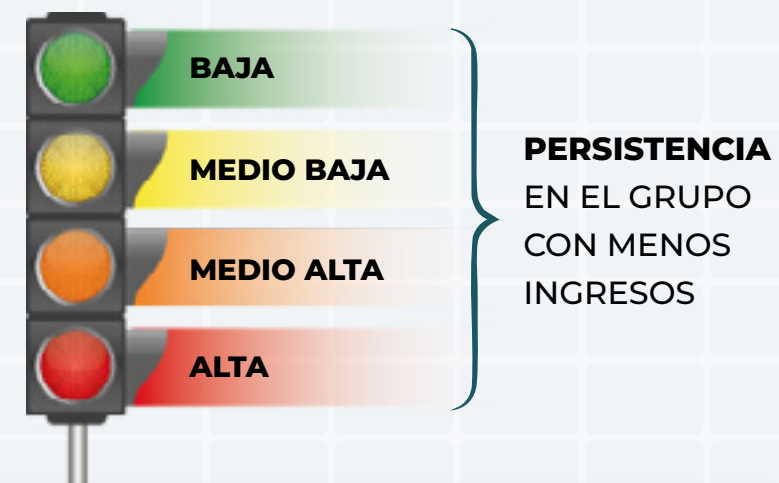 BAJA
MEDIO BAJA
MEDIO ALTA
ALTA
PERSISTENCIA
EN EL GRUPO
CON MENOS
INGRESOS